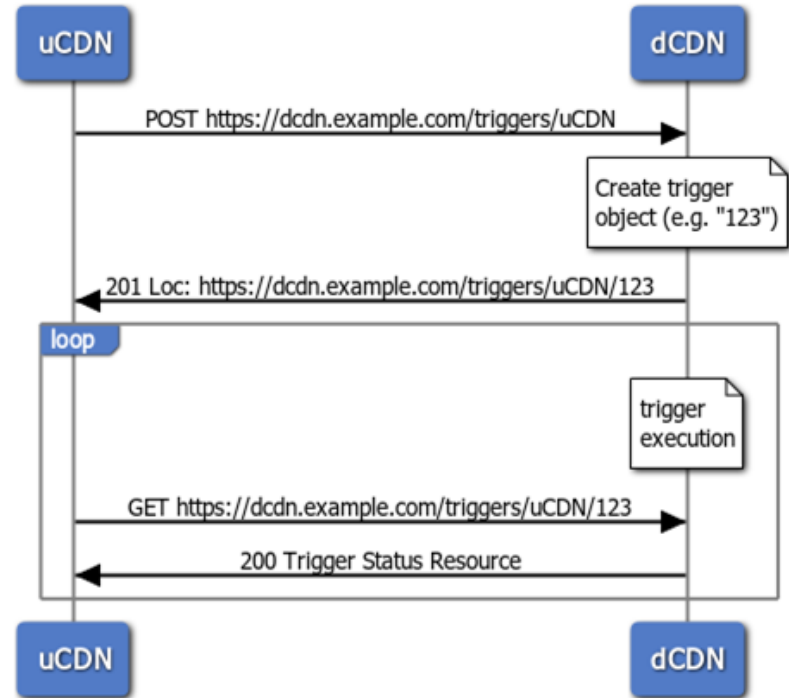 uCDN
dCDN
POST https://dcdn.example.com/triggers/uCDN
Create trigger
object (e.g. "123")
201 Loc: https://dcdn.example.com/triggers/uCDN/123
loop
trigger
execution
GET https://dcdn.example.com/triggers/uCDN/123
200 Trigger Status Resource
uCDN
dCDN